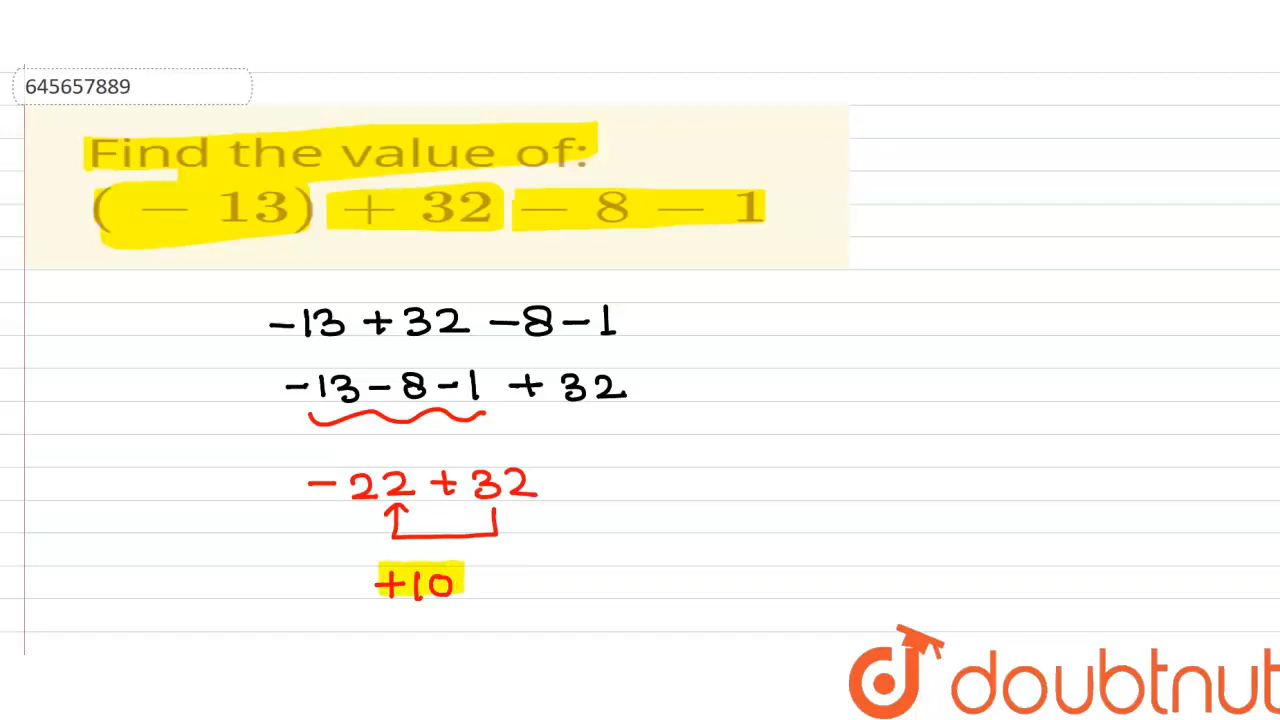 645657889
Find the value of:
( − 13) + 32 − 8 − 1
−13 + 32 − 8 − 1
−13 − 8 − 1 + 32
−22 + 32
+10
doubtnut